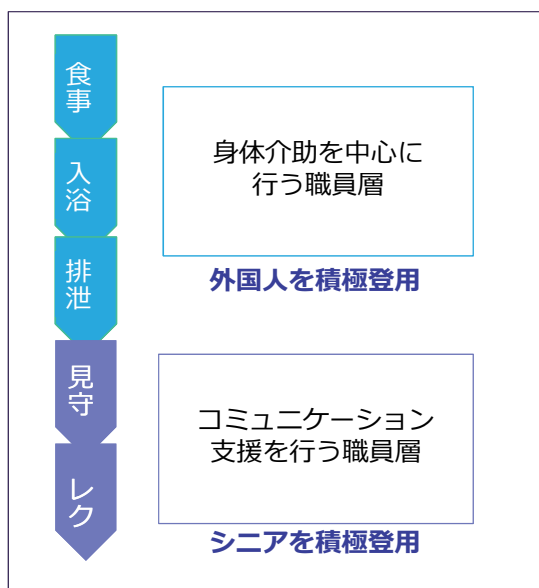 食事
入浴
排泄
見守
レク
身体介助を中心に
行う職員層
外国人を積極登用
コミュニケーション
支援を行う職員層
シニアを積極登用